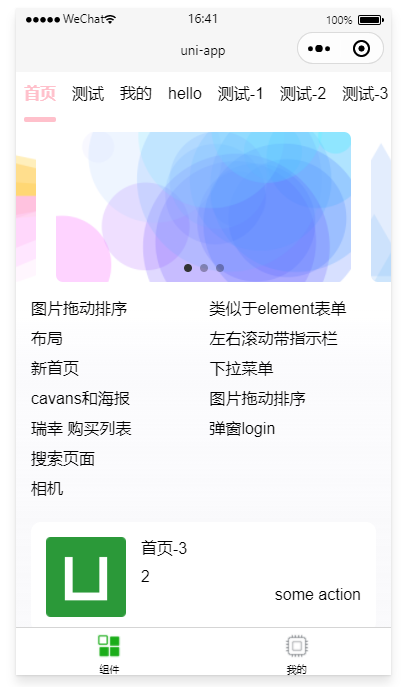 WeChat 16:41 100%
uni-app
首页 测试 我的 hello 测试-1 测试-2 测试-3
图片拖动排序 类似于element表单
布局 左右滚动带指示栏
新首页 下拉菜单
cavans和海报 图片拖动排序
瑞幸 购买列表 弹窗login
搜索页面
相机
首页-3
2
some action
组件 我的